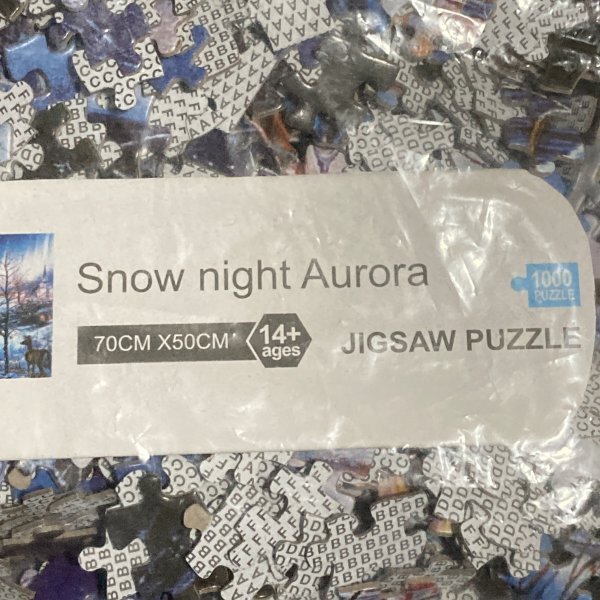 Snow night Aurora
1000
PUZZLE
70CM X50CM
14+
ages
JIGSAW PUZZLE